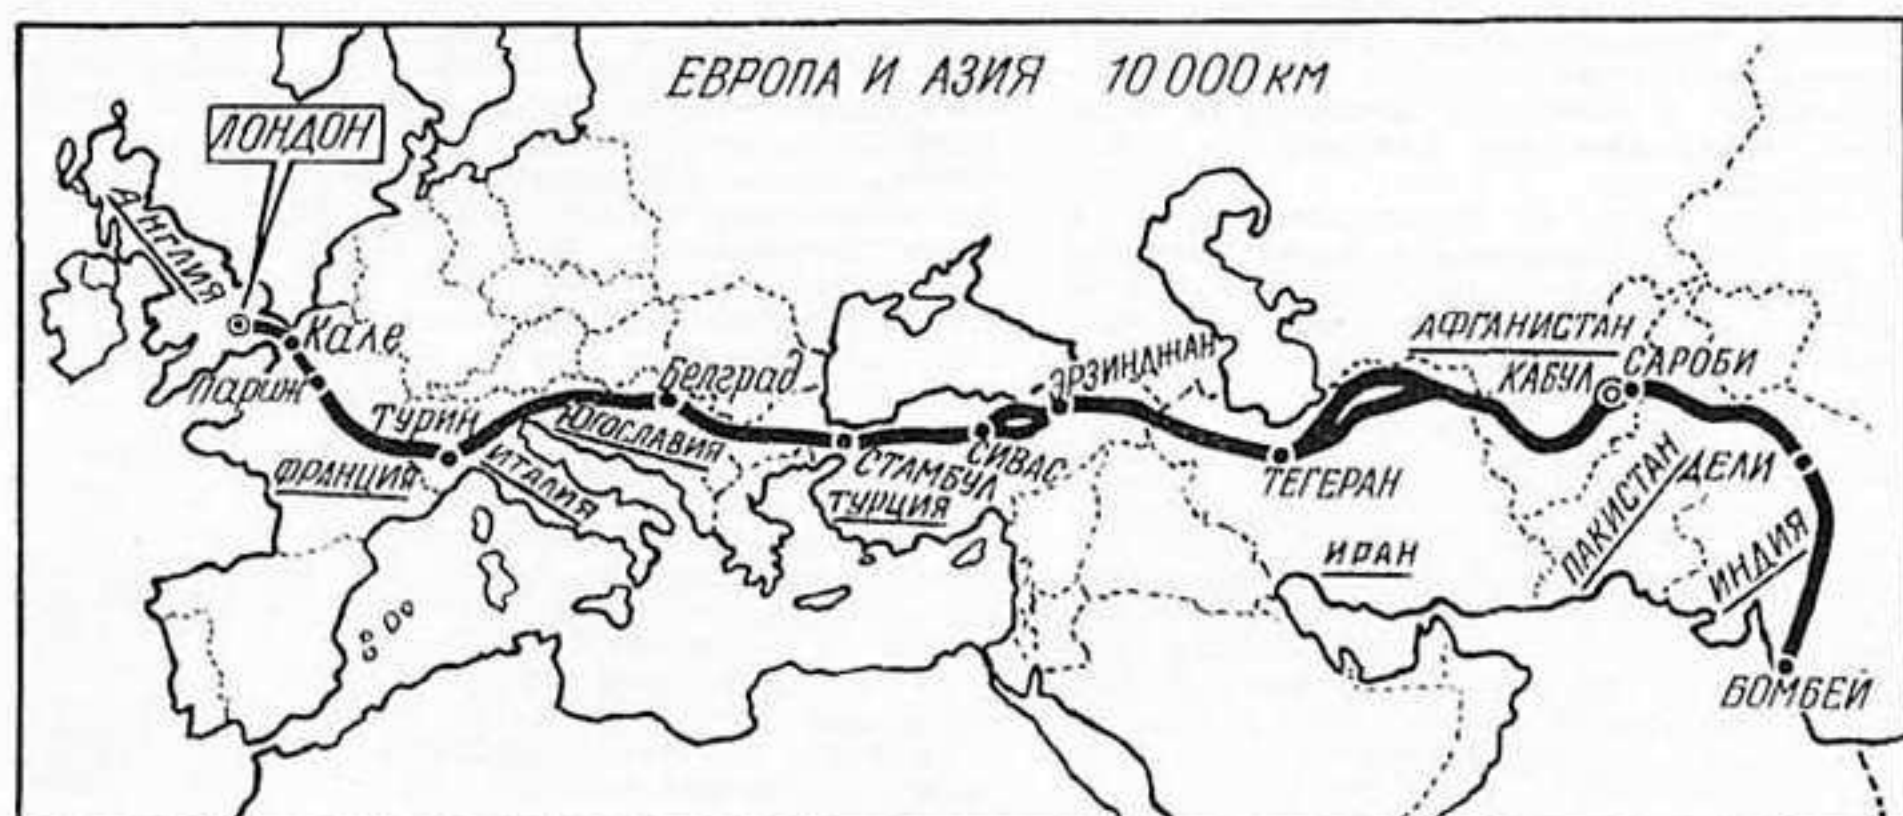 ЕВРОПА И АЗИЯ 10 000 КМ
ЛОНДОН
АНГЛИЯ
Кале
Париж
ТУРИН
ФРАНЦИЯ
ИТАЛИЯ
ЮГОСЛАВИЯ
Белград
СТАМБУЛ
ТУРЦИЯ
СИВАС
ЭРЗИНДЖАН
ТЕГЕРАН
ИРАН
АФГАНИСТАН
КАБУЛ
САРОБИ
ПАКИСТАН
ДЕЛИ
ИНДИЯ
БОМБЕЙ